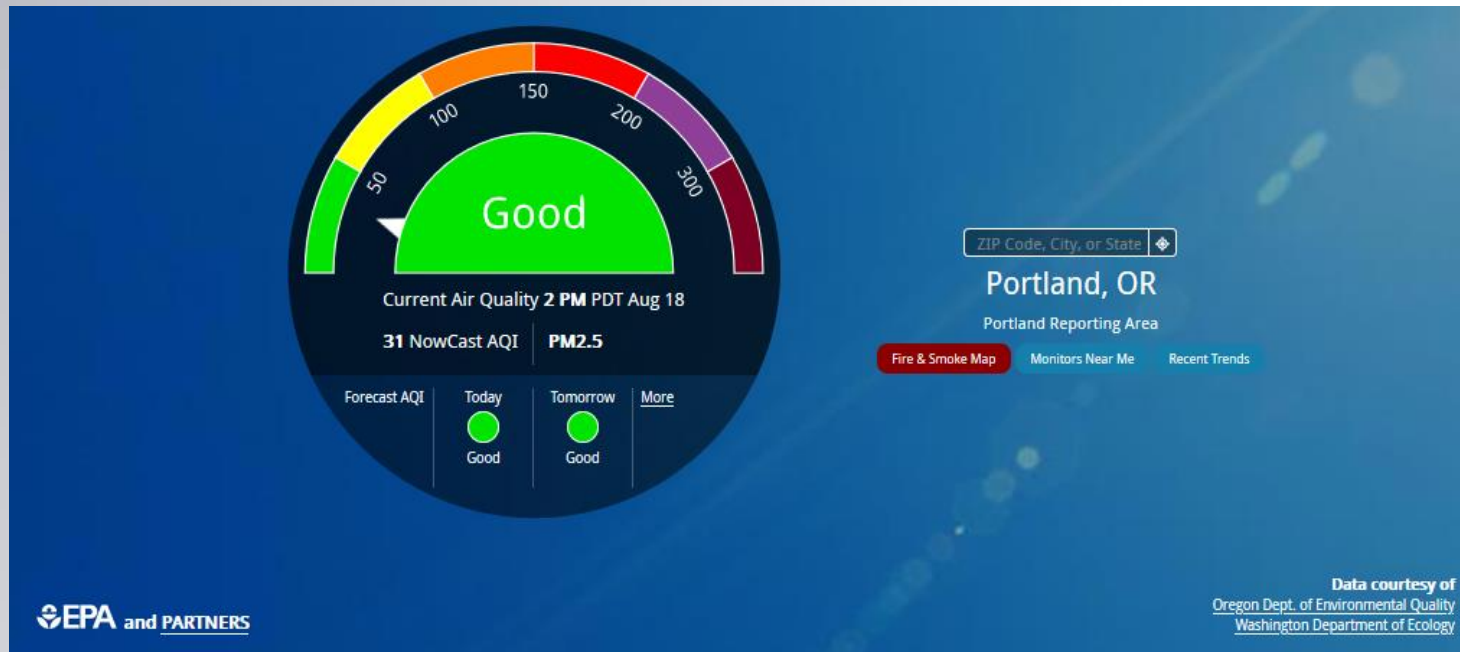 50
100
150
200
300
Good
Current Air Quality 2 PM PDT Aug 18
31 NowCast AQI PM2.5
Forecast AQI
Today
Good
Tomorrow
Good
More
ZIP Code, City, or State
Portland, OR
Portland Reporting Area
Fire & Smoke Map
Monitors Near Me
Recent Trends
EPA and PARTNERS
Data courtesy of
Oregon Dept. of Environmental Quality
Washington Department of Ecology